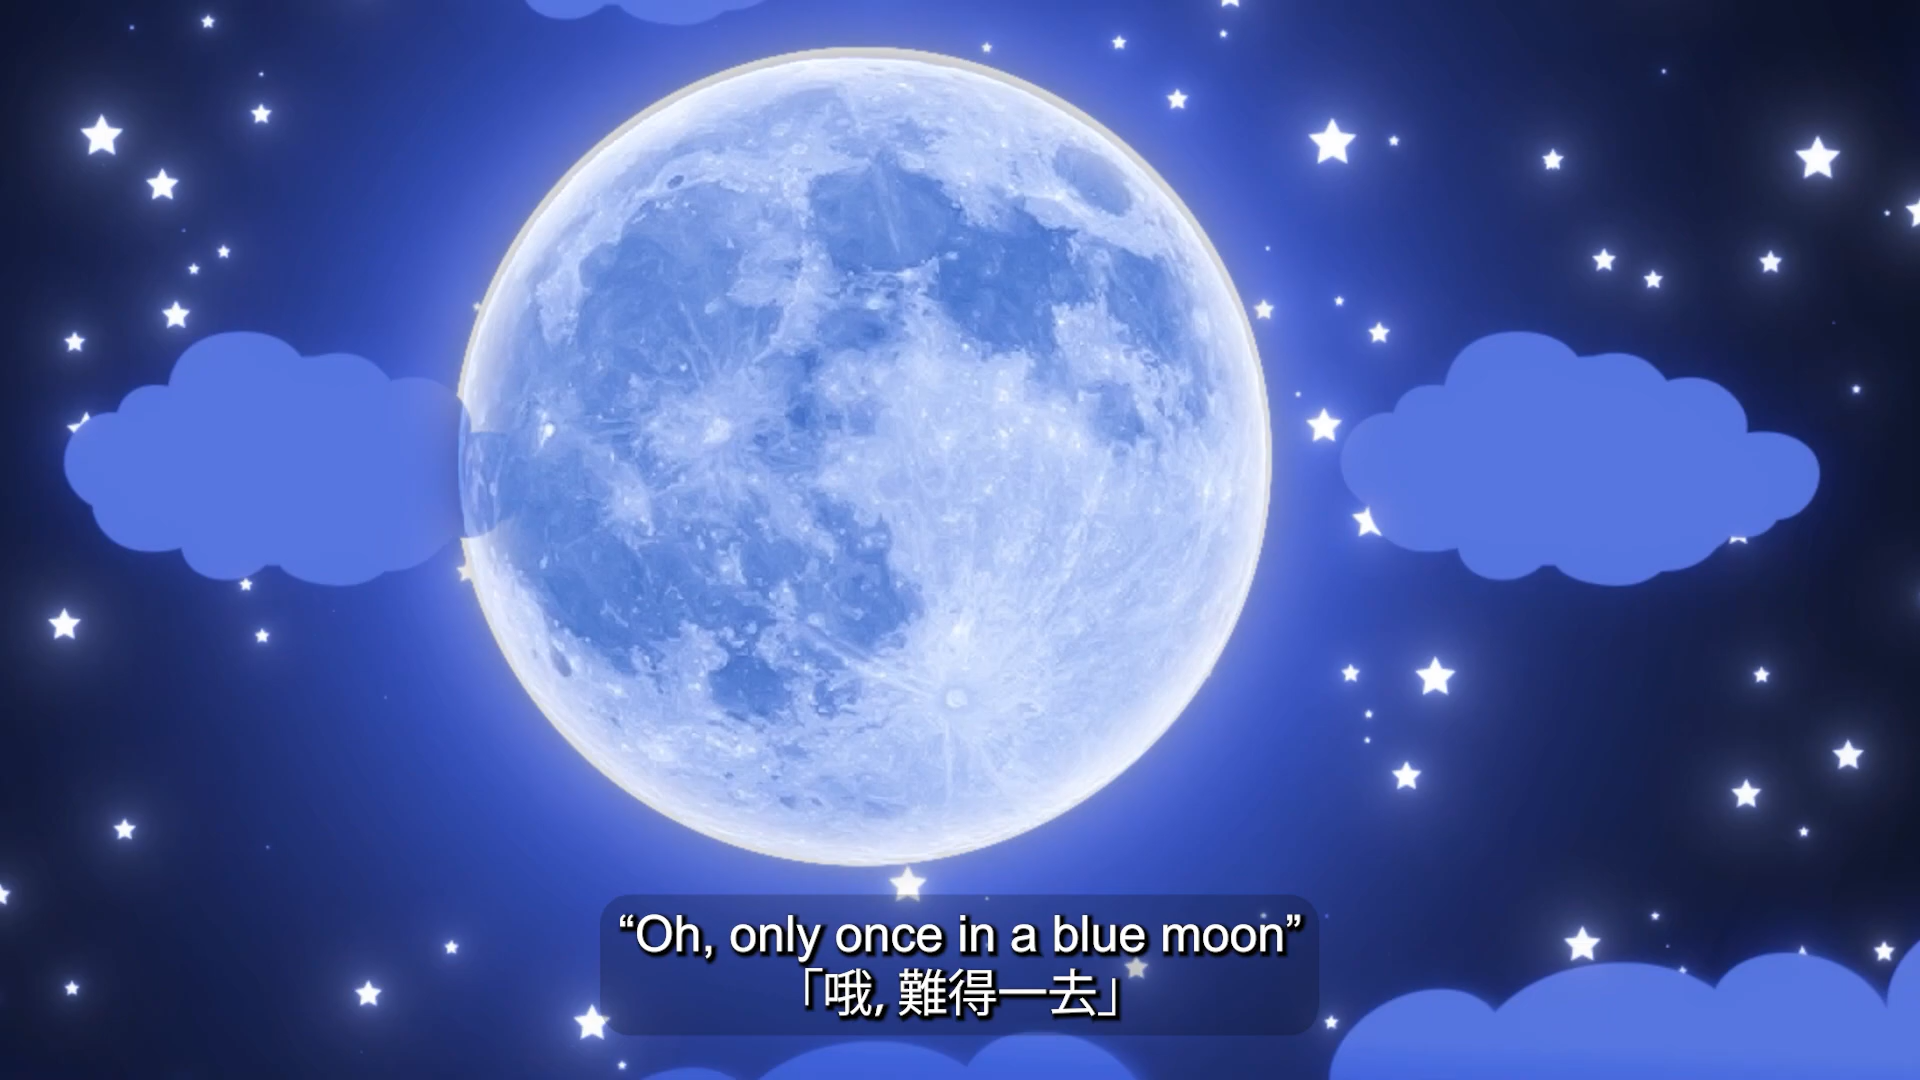 “Oh, only once in a blue moon”
「哦, 難得一去」